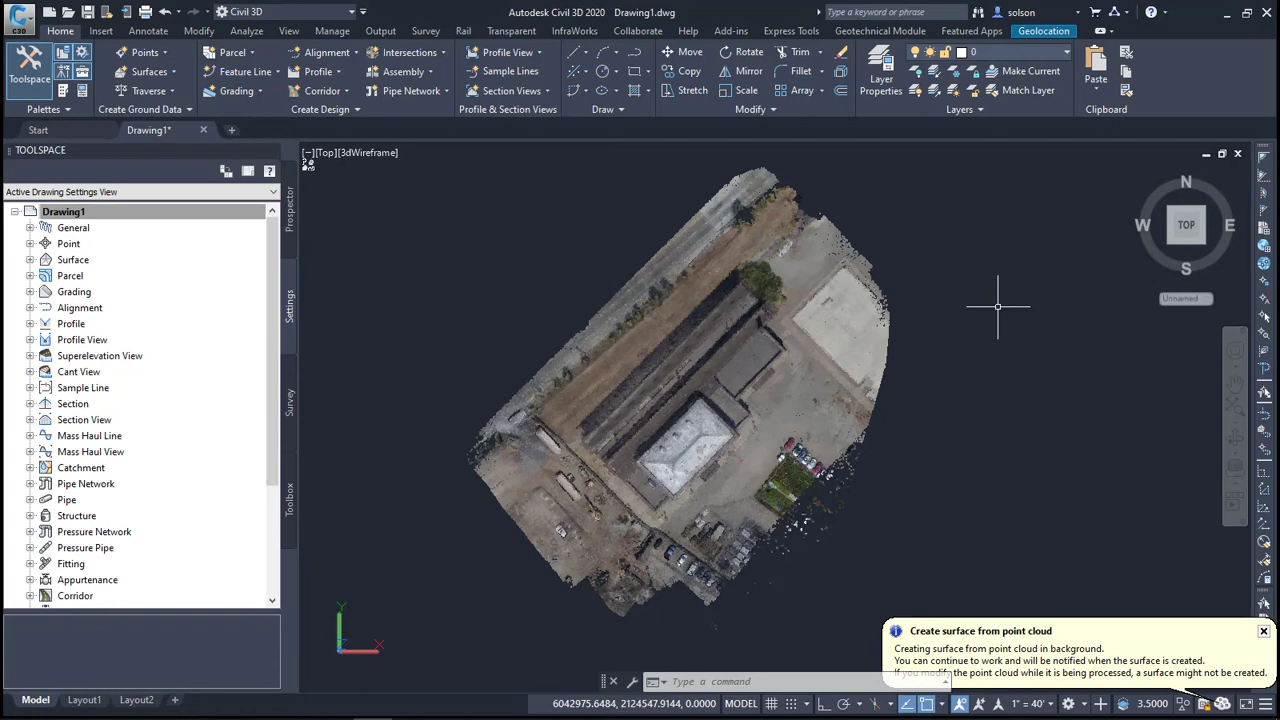 C3D
Civil 3D
Autodesk Civil 3D 2020 Drawing1.dwg
Type a keyword or phrase
solson
Home Insert Annotate Modify Analyze View Manage Output Survey Rail Transparent InfraWorks Collaborate Help Add-ins Express Tools Geotechnical Module Featured Apps Geolocation
Points Parcel Alignment Intersections Profile View Move Rotate Trim 0
Toolspace Surfaces Feature Line Profile Assembly Sample Lines Copy Mirror Fillet Layer Properties Make Current Paste
Traverse Grading Corridor Pipe Network Section Views Stretch Scale Array Match Layer
Palettes Create Ground Data Create Design Profile & Section Views Draw Modify Layers Clipboard
Start Drawing1*
TOOLSPACE
[−][Top][3dWireframe]
Active Drawing Settings View
Drawing1
General
Point
Surface
Parcel
Grading
Alignment
Profile
Profile View
Superelevation View
Cant View
Sample Line
Section
Section View
Mass Haul Line
Mass Haul View
Catchment
Pipe Network
Pipe
Structure
Pressure Network
Pressure Pipe
Fitting
Appurtenance
Corridor
Prospector
Settings
Survey
Toolbox
N
W TOP E
S
Unnamed
Y
X
Create surface from point cloud
Creating surface from point cloud in background.
You can continue to work and will be notified when the surface is created.
If you modify the point cloud while it is being processed, a surface might not be created.
Type a command
Model Layout1 Layout2
6042975.6484, 2124547.9144, 0.0000 MODEL 1" = 40' 3.5000